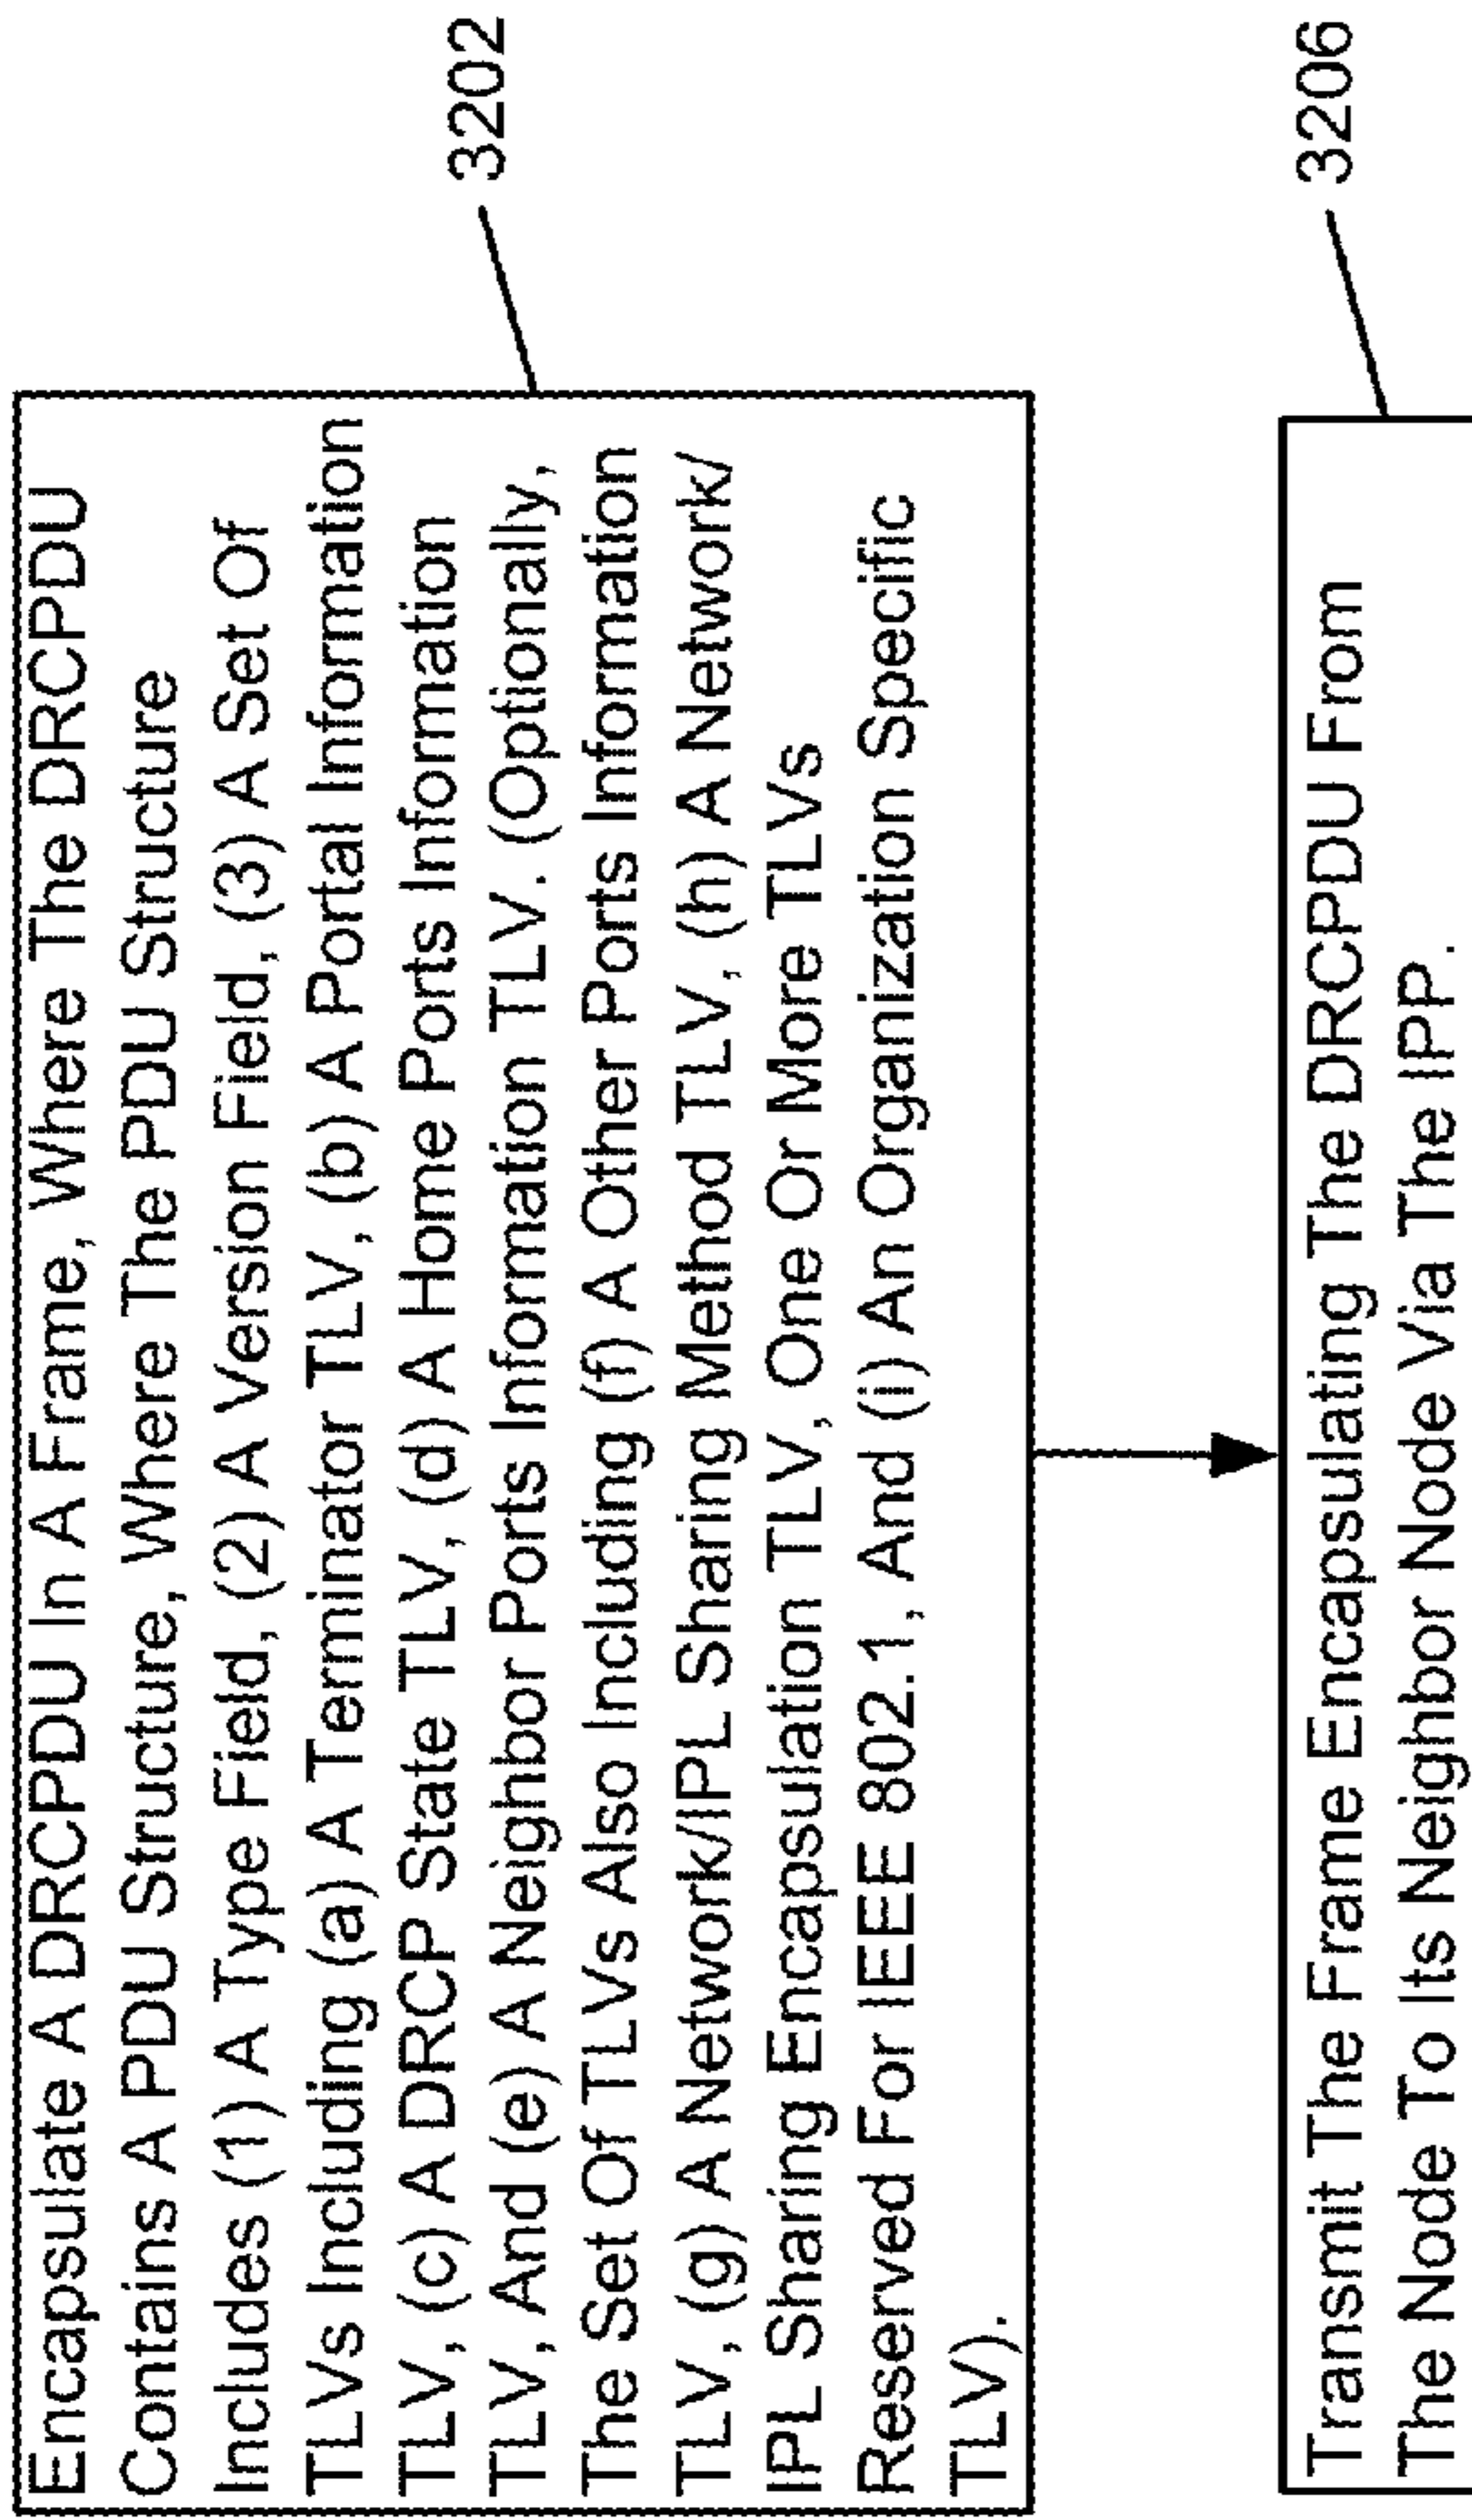 Encapsulate A DRCPDU In A Frame, Where The DRCPDU
Contains A PDU Structure, Where The PDU Structure
Includes (1) A Type Field, (2) A Version Field, (3) A Set Of
TLVs Including (a) A Terminator TLV, (b) A Portal Information
TLV, (c) A DRCP State TLV, (d) A Home Ports Information
TLV, And (e) A Neighbor Ports Information TLV. (Optionally,
The Set Of TLVs Also Including (f) A Other Ports Information
TLV, (g) A Network/IPL Sharing Method TLV, (h) A Network/
IPL Sharing Encapsulation TLV, One Or More TLVs
Reserved For IEEE 802.1, And (i) An Organization Specific
TLV).
3202
Transmit The Frame Encapsulating The DRCPDU From
The Node To Its Neighbor Node Via The IPP.
3206